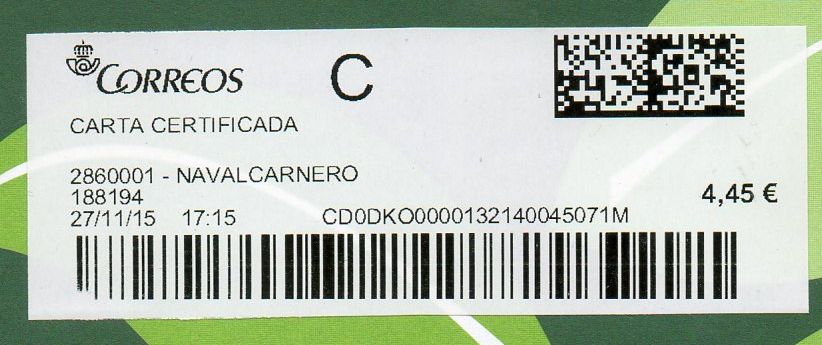 CORREOS
C
CARTA CERTIFICADA
2860001 - NAVALCARNERO
188194
4,45 €
27/11/15 17:15 CD0DKO0000132140045071M